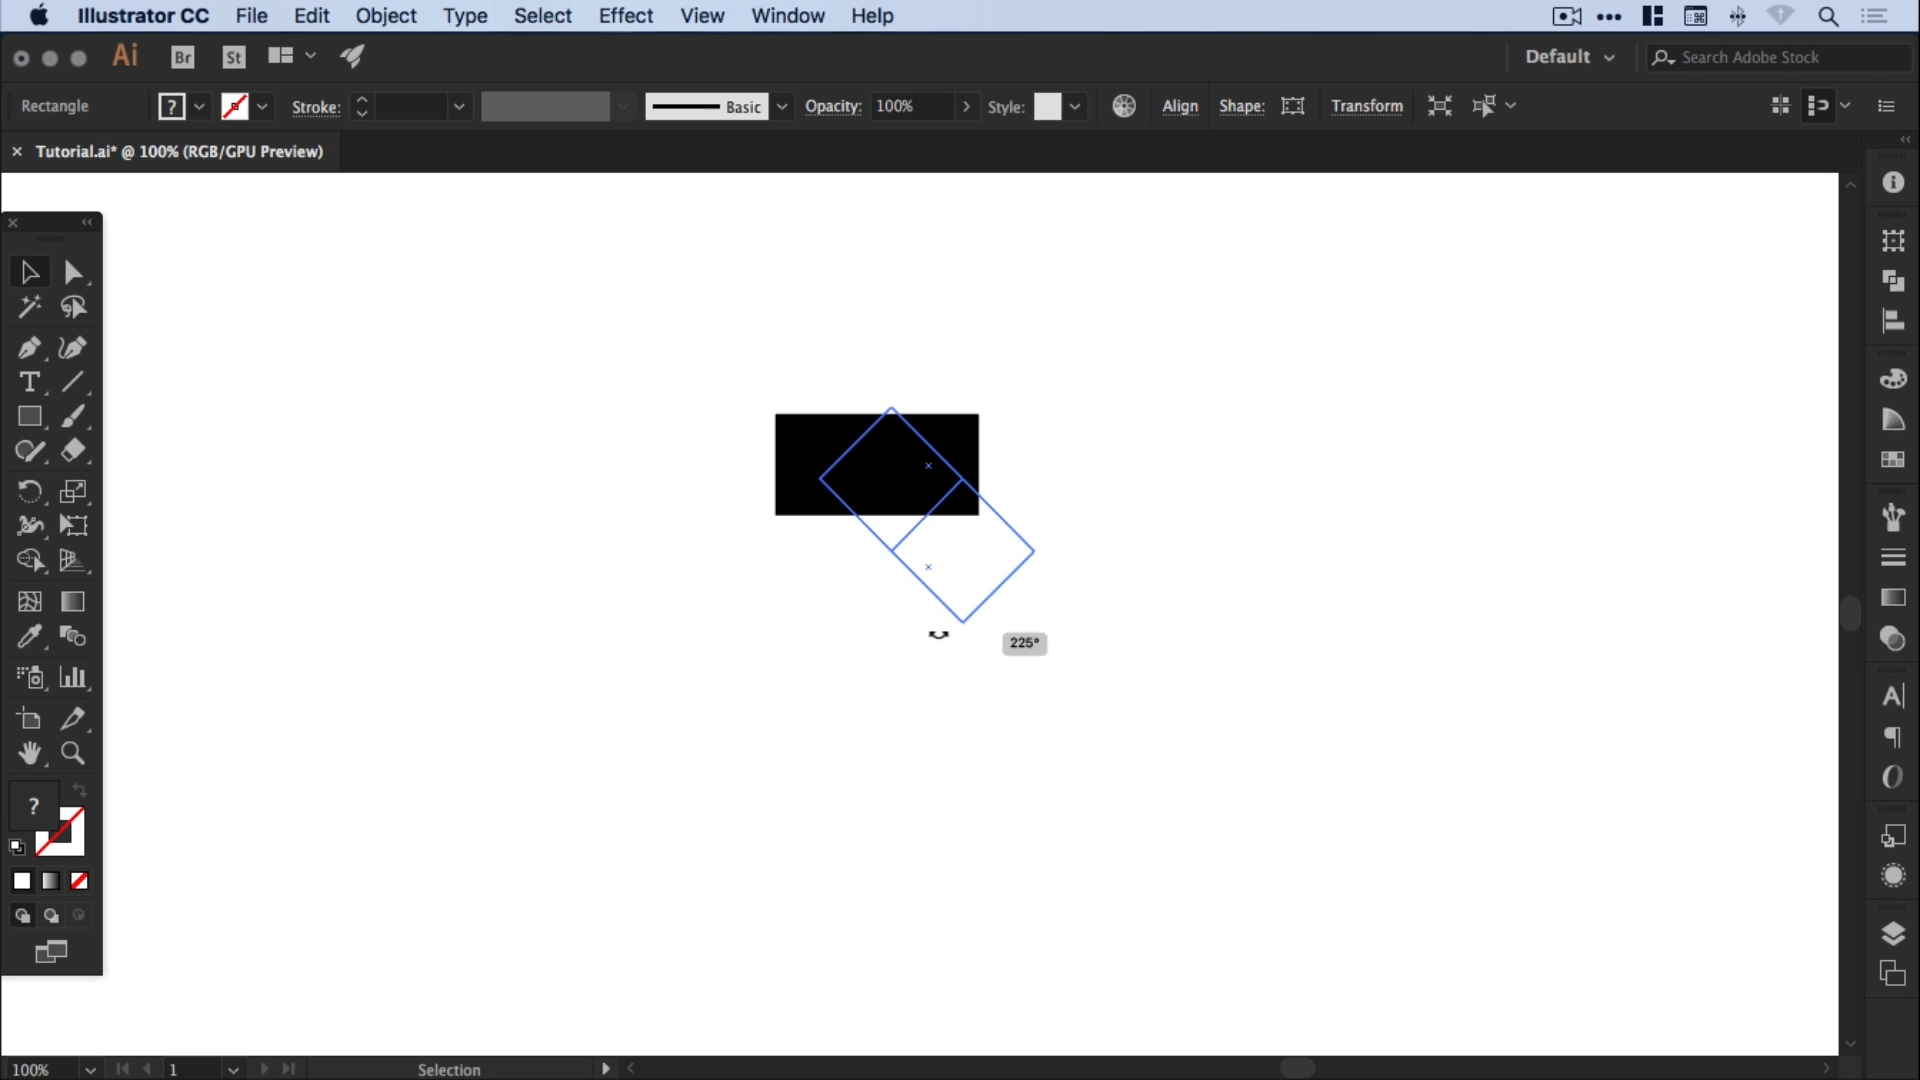 Illustrator CC File Edit Object Type Select Effect View Window Help
Ai Br St Default Search Adobe Stock
Rectangle ? Stroke: Basic Opacity: 100% Style: Align Shape: Transform
Tutorial.ai* @ 100% (RGB/GPU Preview)
T
225°
?
100% 1 Selection